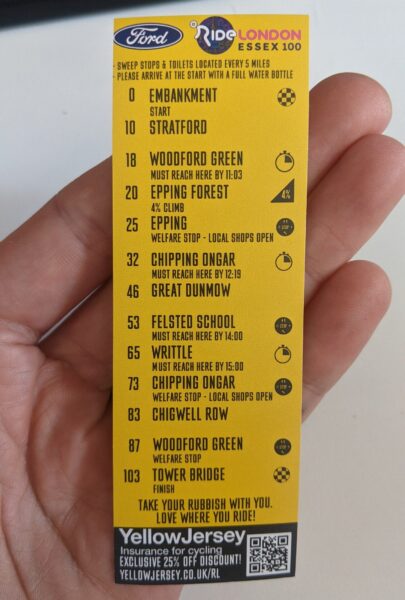 Ford
RideLONDON
ESSEX 100
· SWEEP STOPS & TOILETS LOCATED EVERY 5 MILES
· PLEASE ARRIVE AT THE START WITH A FULL WATER BOTTLE
0 EMBANKMENT
START
10 STRATFORD
18 WOODFORD GREEN
MUST REACH HERE BY 11:03
20 EPPING FOREST 4%
4% CLIMB
25 EPPING
WELFARE STOP - LOCAL SHOPS OPEN
32 CHIPPING ONGAR
MUST REACH HERE BY 12:19
46 GREAT DUNMOW
53 FELSTED SCHOOL
MUST REACH HERE BY 14:00
65 WRITTLE
MUST REACH HERE BY 15:00
73 CHIPPING ONGAR
WELFARE STOP - LOCAL SHOPS OPEN
83 CHIGWELL ROW
87 WOODFORD GREEN
WELFARE STOP
103 TOWER BRIDGE
FINISH
TAKE YOUR RUBBISH WITH YOU.
LOVE WHERE YOU RIDE!
YellowJersey
Insurance for cycling
EXCLUSIVE 25% OFF DISCOUNT!
YELLOWJERSEY.CO.UK/RL